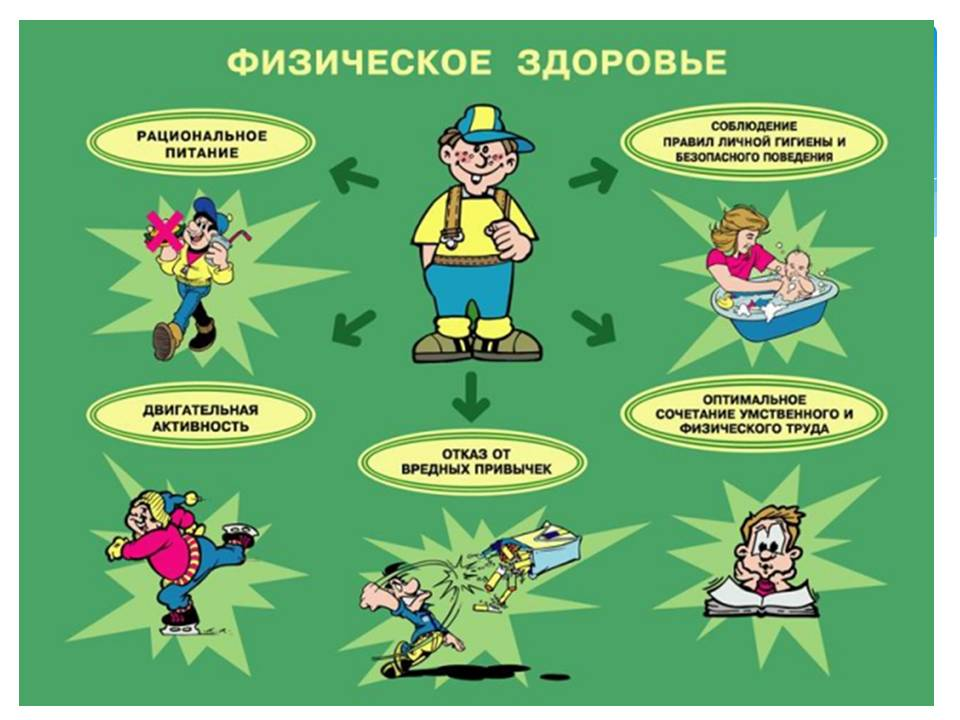 ФИЗИЧЕСКОЕ ЗДОРОВЬЕ
РАЦИОНАЛЬНОЕ
ПИТАНИЕ
СОБЛЮДЕНИЕ
ПРАВИЛ ЛИЧНОЙ ГИГИЕНЫ И
БЕЗОПАСНОГО ПОВЕДЕНИЯ
ДВИГАТЕЛЬНАЯ
АКТИВНОСТЬ
ОТКАЗ ОТ
ВРЕДНЫХ ПРИВЫЧЕК
ОПТИМАЛЬНОЕ
СОЧЕТАНИЕ УМСТВЕННОГО И
ФИЗИЧЕСКОГО ТРУДА